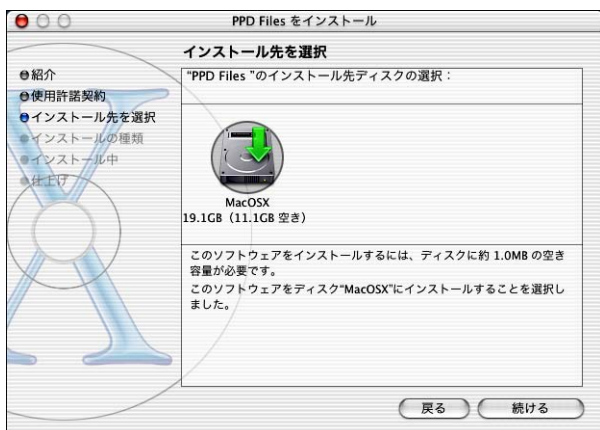 PPD Files をインストール
インストール先を選択
紹介
使用許諾契約
インストール先を選択
インストールの種類
インストール中
仕上げ
“PPD Files ”のインストール先ディスクの選択：
MacOSX
19.1GB（11.1GB 空き）
このソフトウェアをインストールするには、ディスクに約 1.0MB の空き
容量が必要です。
このソフトウェアをディスク“MacOSX”にインストールすることを選択し
ました。
戻る
続ける